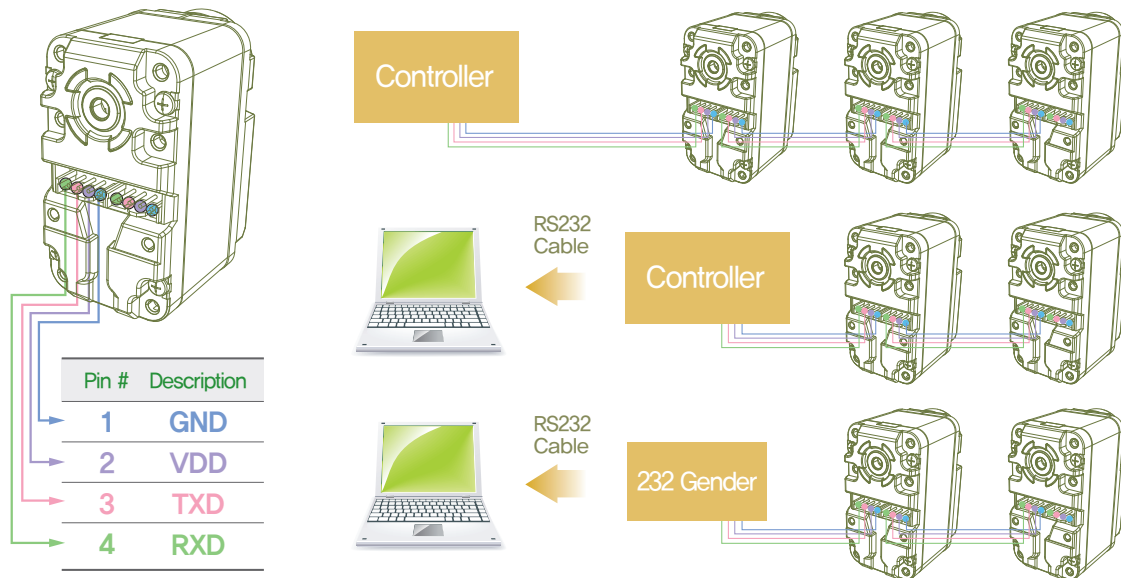 Controller
RS232
Cable
Controller
Pin # Description
1 GND
2 VDD
3 TXD
4 RXD
RS232
Cable
232 Gender